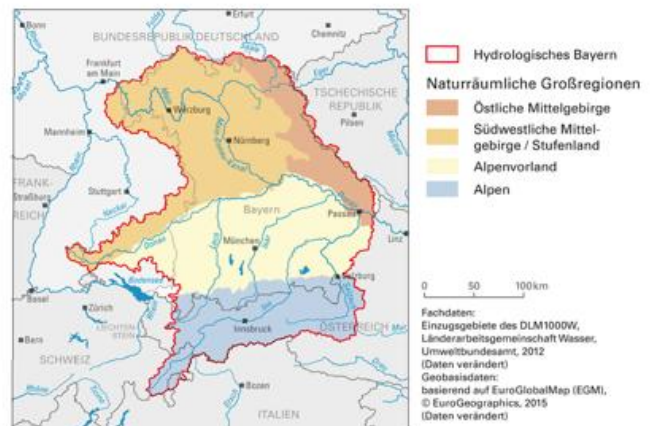 Bonn
Erfurt
Chemnitz
BUNDESREPUBLIK DEUTSCHLAND
Frankfurt
am Main
TSCHECHISCHE
REPUBLIK
Pilsen
Würzburg
Mannheim
Nürnberg
FRANK-
REICH
Straßburg
Stuttgart
Neckar
Bayern
Passau
Linz
Donau
München
Salzburg
Bodensee
Basel
Zürich
LIECHTEN-
STEIN
Innsbruck
ÖSTERREICH
Bern
SCHWEIZ
Bozen
ITALIEN
Hydrologisches Bayern
Naturräumliche Großregionen
Östliche Mittelgebirge
Südwestliche Mittel-
gebirge / Stufenland
Alpenvorland
Alpen
0 50 100 km
Fachdaten:
Einzugsgebiete des DLM1000W,
Länderarbeitsgemeinschaft Wasser,
Umweltbundesamt, 2012
(Daten verändert)
Geobasisdaten:
basierend auf EuroGlobalMap (EGM),
© EuroGeographics, 2015
(Daten verändert)